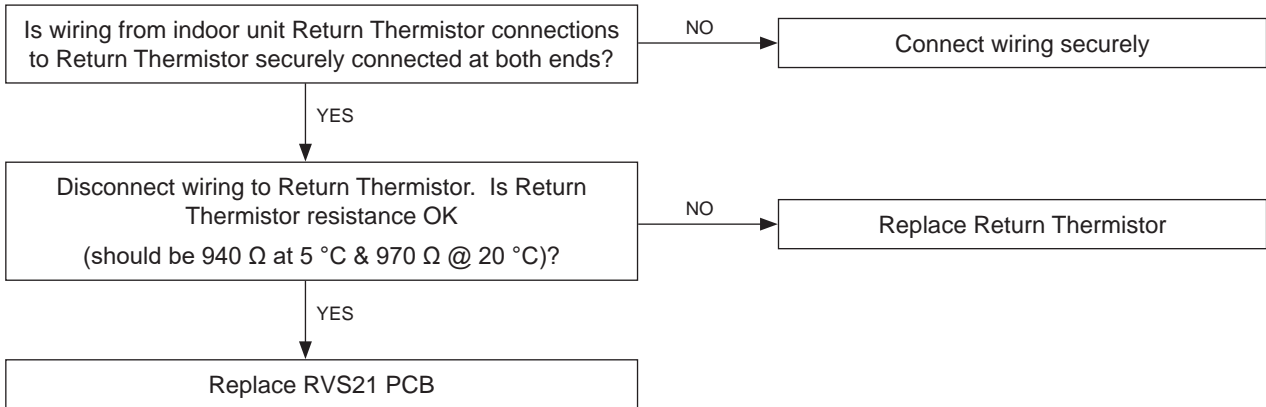 Is wiring from indoor unit Return Thermistor connections
to Return Thermistor securely connected at both ends?
NO
Connect wiring securely
YES
Disconnect wiring to Return Thermistor. Is Return
Thermistor resistance OK
(should be 940 Ω at 5 °C & 970 Ω @ 20 °C)?
NO
Replace Return Thermistor
YES
Replace RVS21 PCB